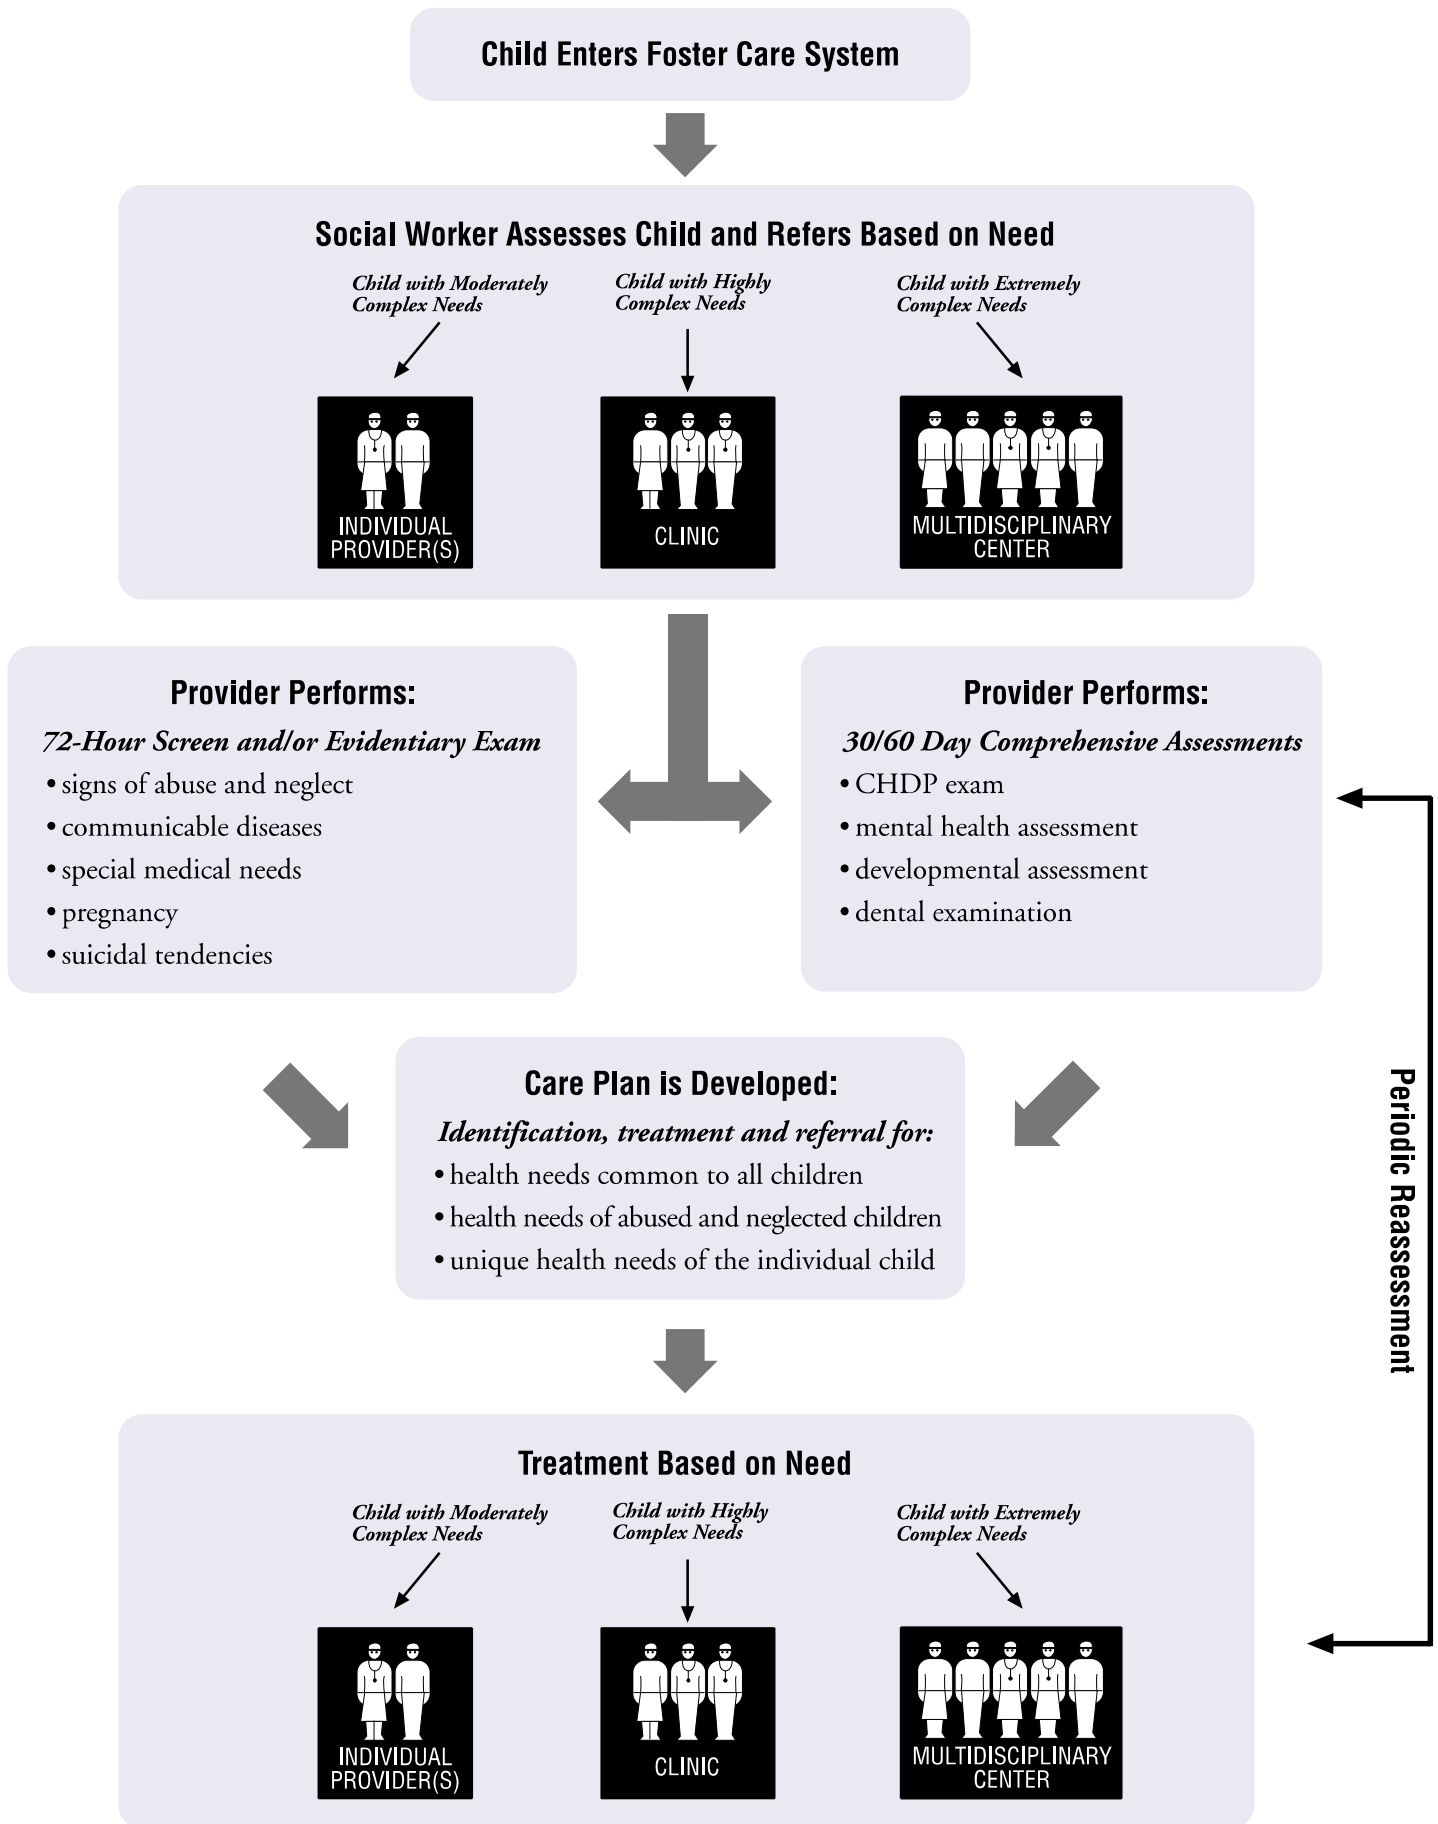 Child Enters Foster Care System
Social Worker Assesses Child and Refers Based on Need
Child with Moderately
Complex Needs
Child with Highly
Complex Needs
Child with Extremely
Complex Needs
INDIVIDUAL
PROVIDER(S)
CLINIC
MULTIDISCIPLINARY
CENTER
Provider Performs:
72-Hour Screen and/or Evidentiary Exam
• signs of abuse and neglect
• communicable diseases
• special medical needs
• pregnancy
• suicidal tendencies
Provider Performs:
30/60 Day Comprehensive Assessments
• CHDP exam
• mental health assessment
• developmental assessment
• dental examination
Periodic Reassessment
Care Plan is Developed:
Identification, treatment and referral for:
• health needs common to all children
• health needs of abused and neglected children
• unique health needs of the individual child
Treatment Based on Need
Child with Moderately
Complex Needs
Child with Highly
Complex Needs
Child with Extremely
Complex Needs
INDIVIDUAL
PROVIDER(S)
CLINIC
MULTIDISCIPLINARY
CENTER